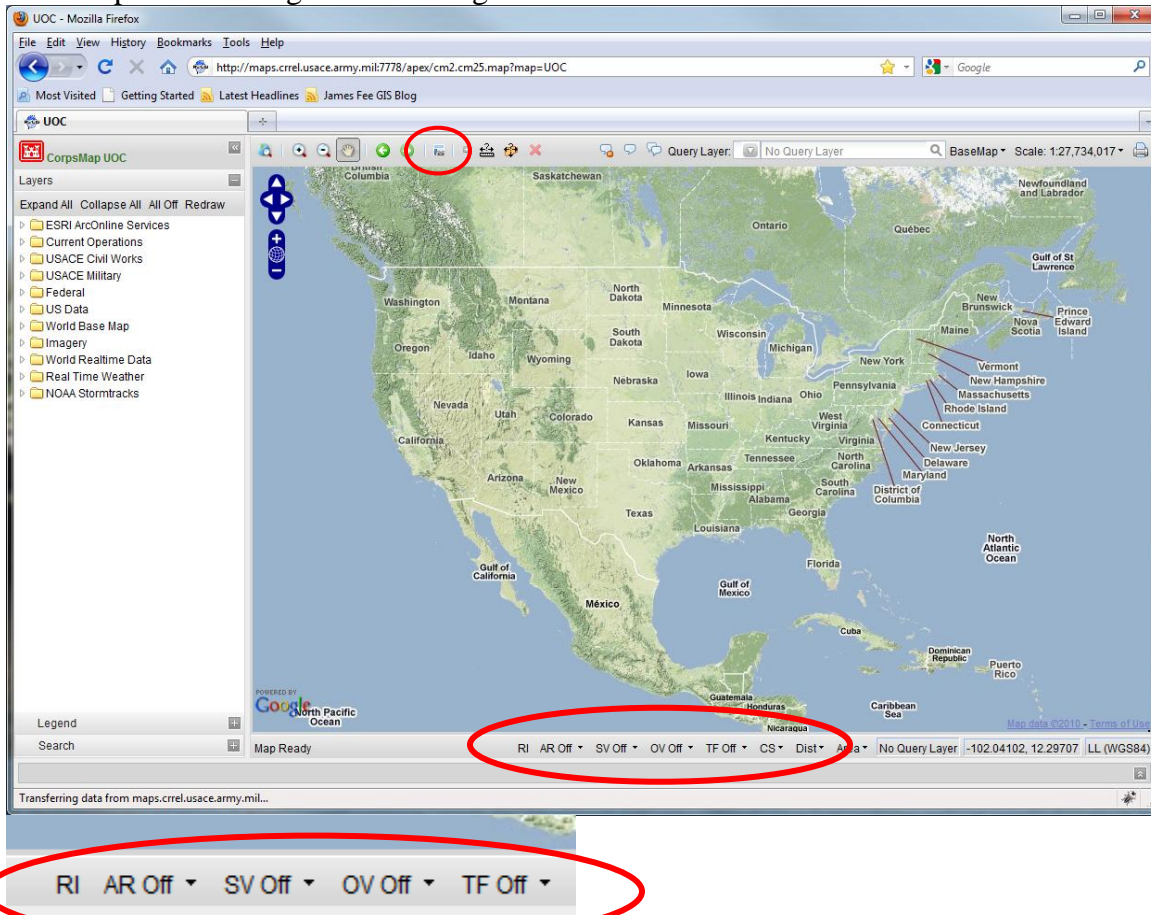 UOC - Mozilla Firefox
File Edit View History Bookmarks Tools Help
http://maps.crrel.usace.army.mil:7778/apex/cm2.cm25.map?map=UOC
Google
Most Visited Getting Started Latest Headlines James Fee GIS Blog
UOC
CorpsMap UOC
Query Layer: No Query Layer BaseMap Scale: 1:27,734,017
Layers
Expand All Collapse All All Off Redraw
ESRI ArcOnline Services
Current Operations
USACE Civil Works
USACE Military
Federal
US Data
World Base Map
Imagery
World Realtime Data
Real Time Weather
NOAA Stormtracks
Legend
Search
British
Columbia
Saskatchewan
Newfoundland
and Labrador
Ontario
Québec
Gulf of St
Lawrence
Washington
Montana
North
Dakota
Minnesota
New
Brunswick
Prince
Edward
Island
Nova
Scotia
Maine
Oregon
Idaho
Wyoming
South
Dakota
Wisconsin
Michigan
New York
Vermont
New Hampshire
Massachusetts
Rhode Island
Connecticut
Nebraska
Iowa
Illinois
Indiana
Ohio
Pennsylvania
Nevada
Utah
Colorado
Kansas
Missouri
West
Virginia
Kentucky
Virginia
New Jersey
Delaware
Maryland
District of
Columbia
California
Arizona
New
Mexico
Oklahoma
Arkansas
Tennessee
North
Carolina
Mississippi
Alabama
South
Carolina
Georgia
Texas
Louisiana
North
Atlantic
Ocean
Florida
Gulf of
California
Gulf of
Mexico
México
Cuba
Dominican
Republic
Puerto
Rico
Guatemala
Honduras
Nicaragua
Caribbean
Sea
POWERED BY
Google
North Pacific
Ocean
Map data ©2010 - Terms of Use
Map Ready RI AR Off SV Off OV Off TF Off CS Dist Area No Query Layer -102.04102, 12.29707 LL (WGS84)
Transferring data from maps.crrel.usace.army.mil...
RI AR Off SV Off OV Off TF Off